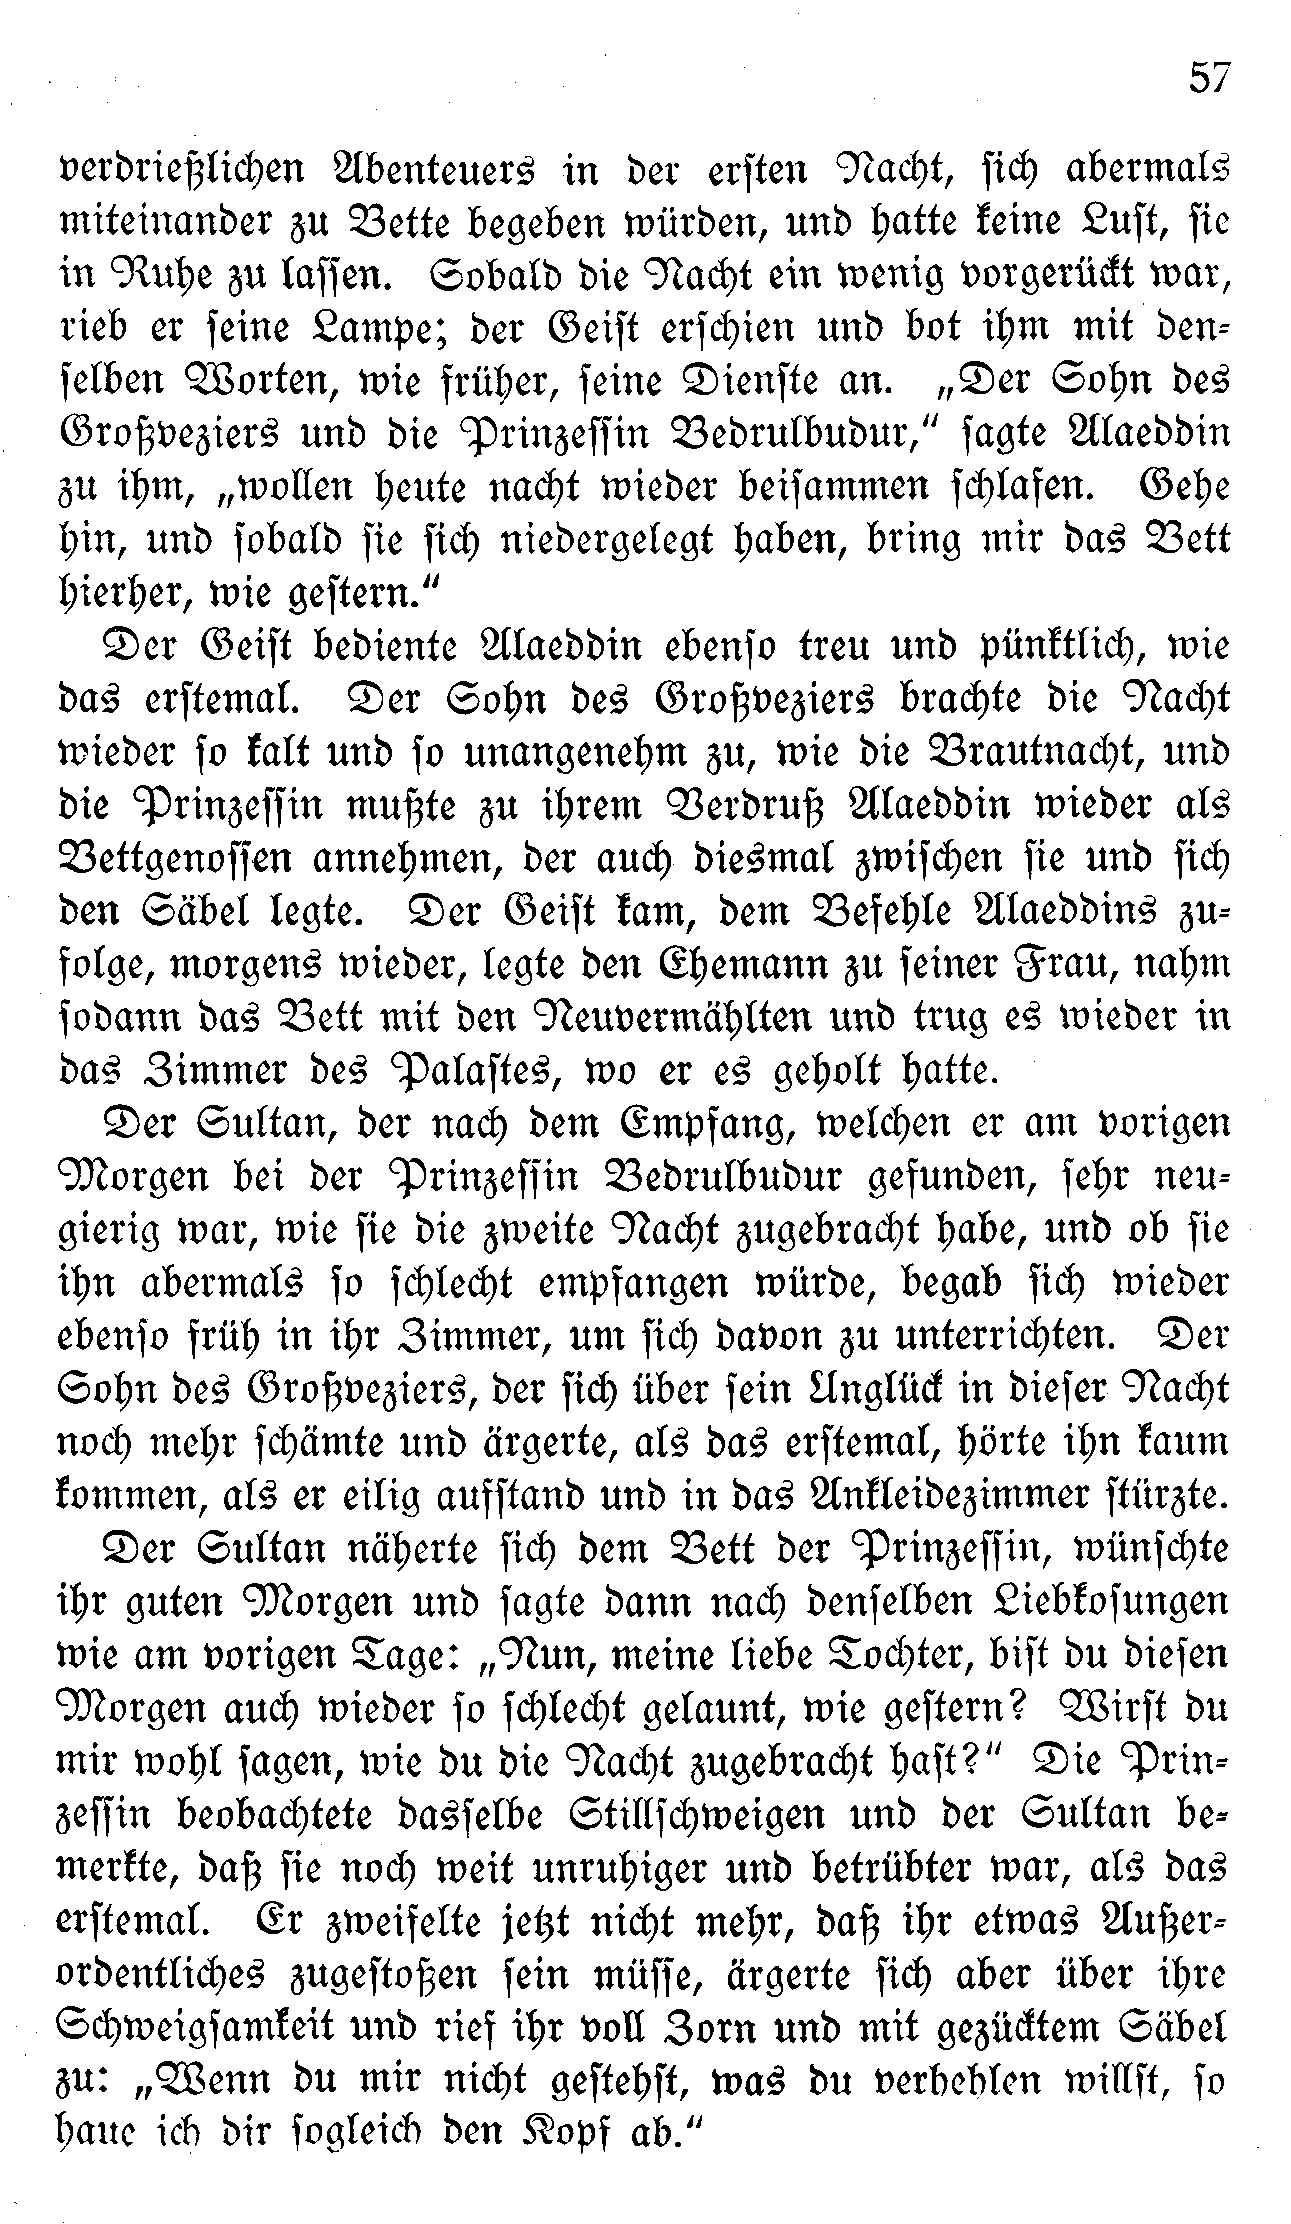 57
verdrießlichen Abenteuers in der ersten Nacht, sich abermals
miteinander zu Bette begeben würden, und hatte keine Lust, sie
in Ruhe zu lassen. Sobald die Nacht ein wenig vorgerückt war,
rieb er seine Lampe; der Geist erschien und bot ihm mit den-
selben Worten, wie früher, seine Dienste an. „Der Sohn des
Großveziers und die Prinzessin Bedrulbudur,“ sagte Alaeddin
zu ihm, „wollen heute nacht wieder beisammen schlafen. Gehe
hin, und sobald sie sich niedergelegt haben, bring mir das Bett
hierher, wie gestern.“
Der Geist bediente Alaeddin ebenso treu und pünktlich, wie
das erstemal. Der Sohn des Großveziers brachte die Nacht
wieder so kalt und so unangenehm zu, wie die Brautnacht, und
die Prinzessin mußte zu ihrem Verdruß Alaeddin wieder als
Bettgenossen annehmen, der auch diesmal zwischen sie und sich
den Säbel legte. Der Geist kam, dem Befehle Alaeddins zu-
folge, morgens wieder, legte den Ehemann zu seiner Frau, nahm
sodann das Bett mit den Neuvermählten und trug es wieder in
das Zimmer des Palastes, wo er es geholt hatte.
Der Sultan, der nach dem Empfang, welchen er am vorigen
Morgen bei der Prinzessin Bedrulbudur gefunden, sehr neu-
gierig war, wie sie die zweite Nacht zugebracht habe, und ob sie
ihn abermals so schlecht empfangen würde, begab sich wieder
ebenso früh in ihr Zimmer, um sich davon zu unterrichten. Der
Sohn des Großveziers, der sich über sein Unglück in dieser Nacht
noch mehr schämte und ärgerte, als das erstemal, hörte ihn kaum
kommen, als er eilig aufstand und in das Ankleidezimmer stürzte.
Der Sultan näherte sich dem Bett der Prinzessin, wünschte
ihr guten Morgen und sagte dann nach denselben Liebkosungen
wie am vorigen Tage: „Nun, meine liebe Tochter, bist du diesen
Morgen auch wieder so schlecht gelaunt, wie gestern? Wirst du
mir wohl sagen, wie du die Nacht zugebracht hast?“ Die Prin-
zessin beobachtete dasselbe Stillschweigen und der Sultan be-
merkte, daß sie noch weit unruhiger und betrübter war, als das
erstemal. Er zweifelte jetzt nicht mehr, daß ihr etwas Außer-
ordentliches zugestoßen sein müsse, ärgerte sich aber über ihre
Schweigsamkeit und rief ihr voll Zorn und mit gezücktem Säbel
zu: „Wenn du mir nicht gestehst, was du verhehlen willst, so
haue ich dir sogleich den Kopf ab.“